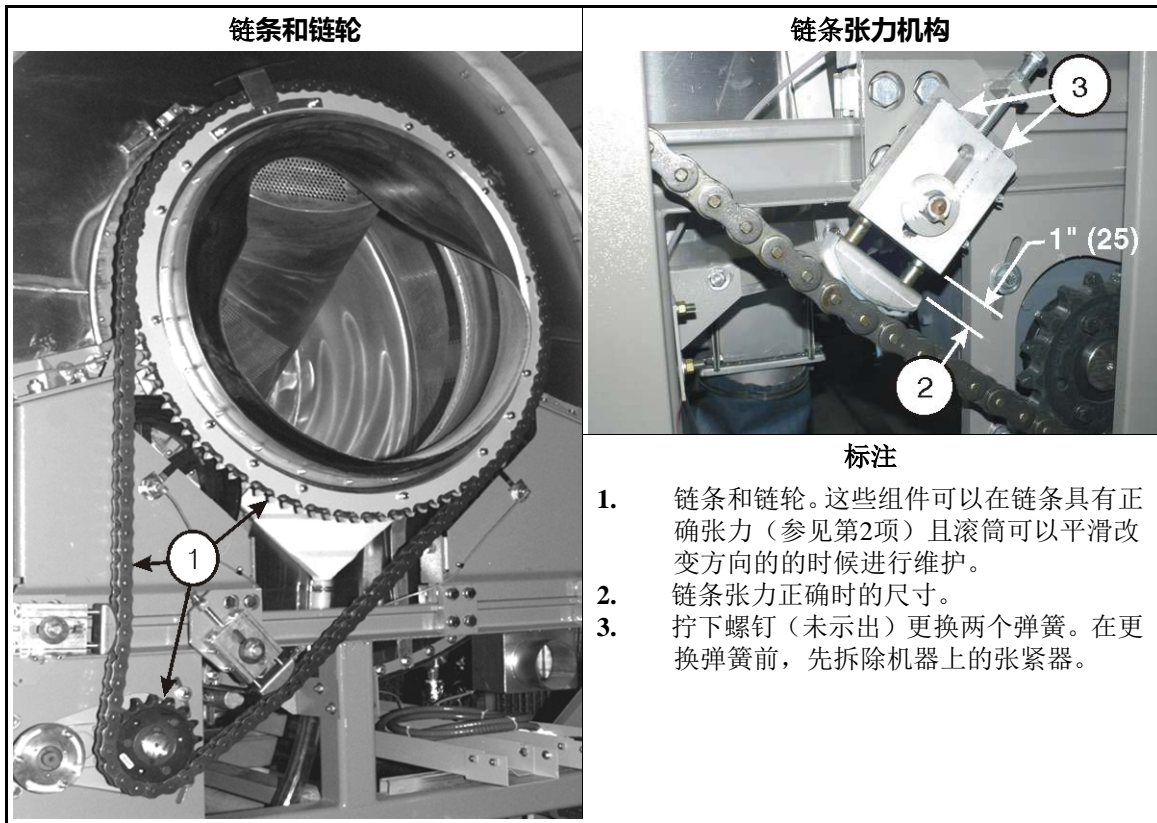 链条和链轮
链条张力机构
1
3
1" (25)
2
标注
1. 链条和链轮。这些组件可以在链条具有正
确张力（参见第2项）且滚筒可以平滑改
变方向的的时候进行维护。
2. 链条张力正确时的尺寸。
3. 拧下螺钉（未示出）更换两个弹簧。在更
换弹簧前，先拆除机器上的张紧器。